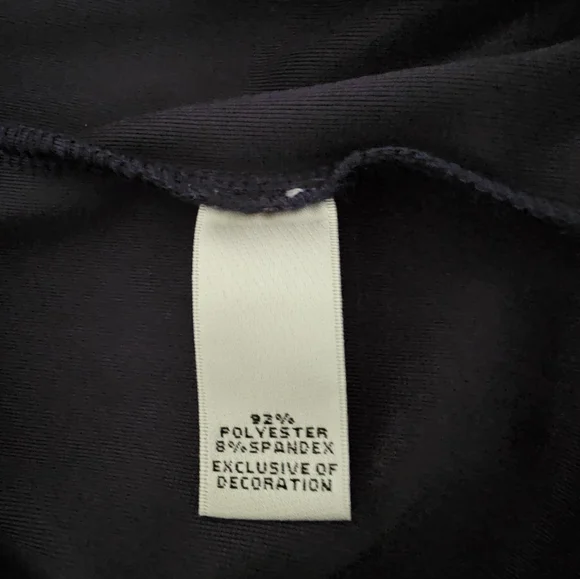 92%
POLYESTER
8%SPANDEX
EXCLUSIVE OF
DECORATION